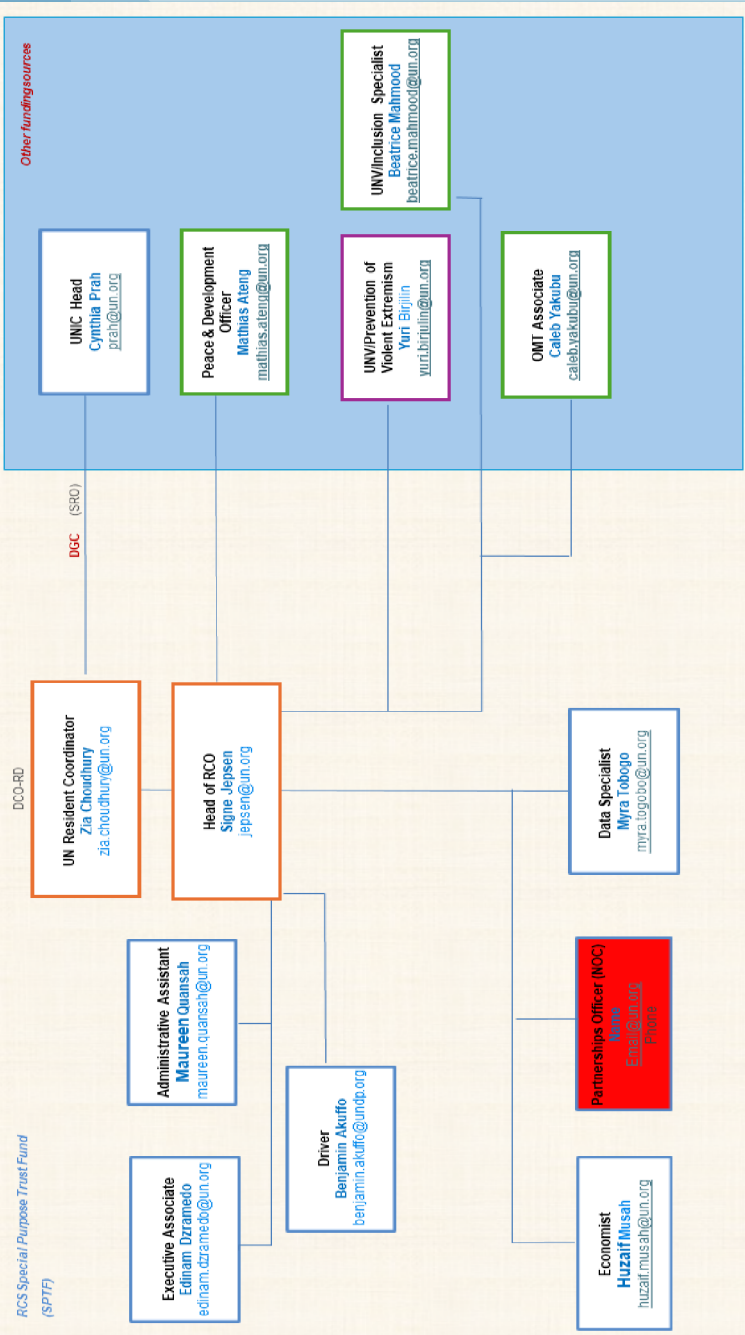 RCS Special Purpose Trust Fund
(SPTF)
DCO-RD
Other fundingsources
UN Resident Coordinator
Zia Choudhury
zia.choudhury@un.org
DGC (SRO)
UNIC Head
Cynthia Prah
prah@un.org
Head of RCO
Signe Jepsen
jepsen@un.org
Peace & Development
Officer
Mathias Ateng
mathias.ateng@un.org
Executive Associate
Edinam Dzramedo
edinam.dzramedo@un.org
Administrative Assistant
Maureen Quansah
maureen.quansah@un.org
Driver
Benjamin Akuffo
benjamin.akuffo@undp.org
UNV/Prevention of
Violent Extremism
Yuri Birjilin
yuri.birjulin@un.org
UNV/Inclusion Specialist
Beatrice Mahmood
beatrice.mahmood@un.org
OMT Associate
Caleb Yakubu
caleb.yakubu@un.org
Economist
Huzaif Musah
huzaif.musah@un.org
Partnerships Officer (NOC)
Name
Email@un.org
Phone
Data Specialist
Myra Tobogo
myra.togobo@un.org